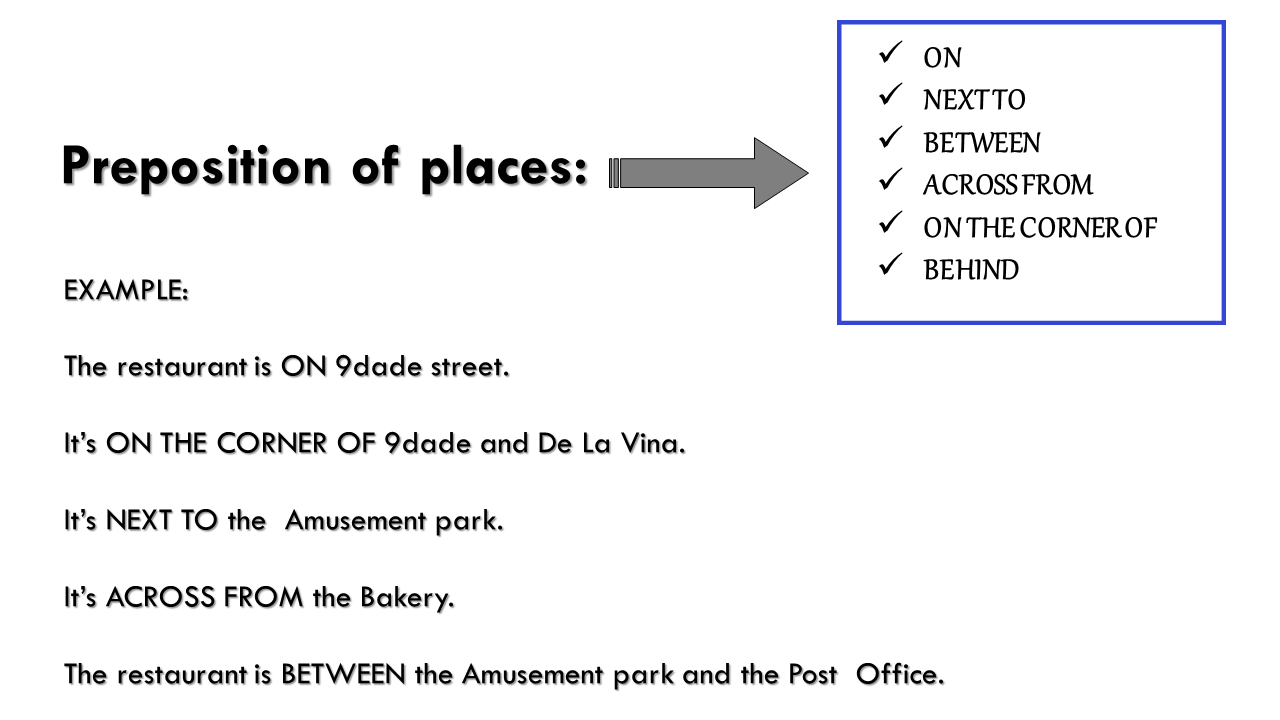 Preposition of places:
✓ ON
✓ NEXT TO
✓ BETWEEN
✓ ACROSS FROM
✓ ON THE CORNER OF
✓ BEHIND
EXAMPLE:
The restaurant is ON 9dade street.
It’s ON THE CORNER OF 9dade and De La Vina.
It’s NEXT TO the  Amusement park.
It’s ACROSS FROM the Bakery.
The restaurant is BETWEEN the Amusement park and the Post  Office.